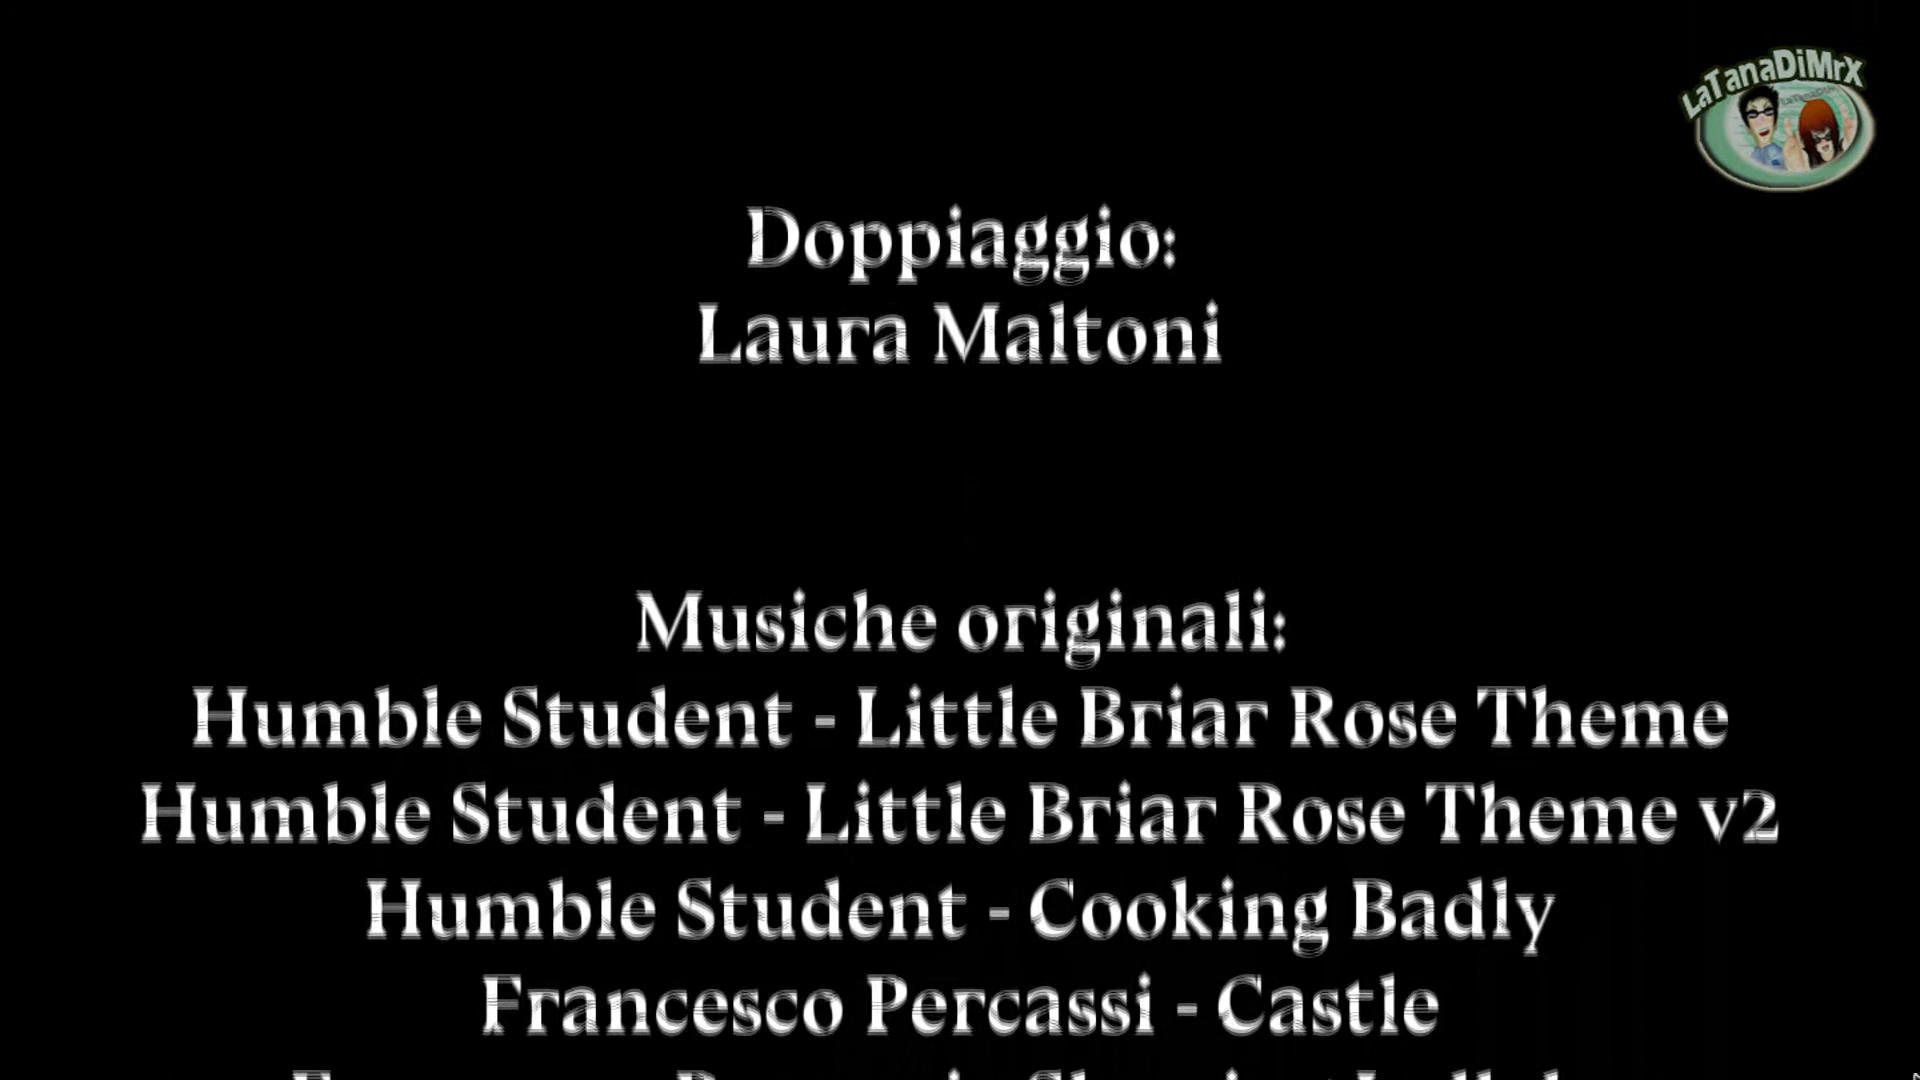 LaTanaDiMrX
Doppiaggio:
Laura Maltoni
Musiche originali:
Humble Student - Little Briar Rose Theme
Humble Student - Little Briar Rose Theme v2
Humble Student - Cooking Badly
Francesco Percassi - Castle